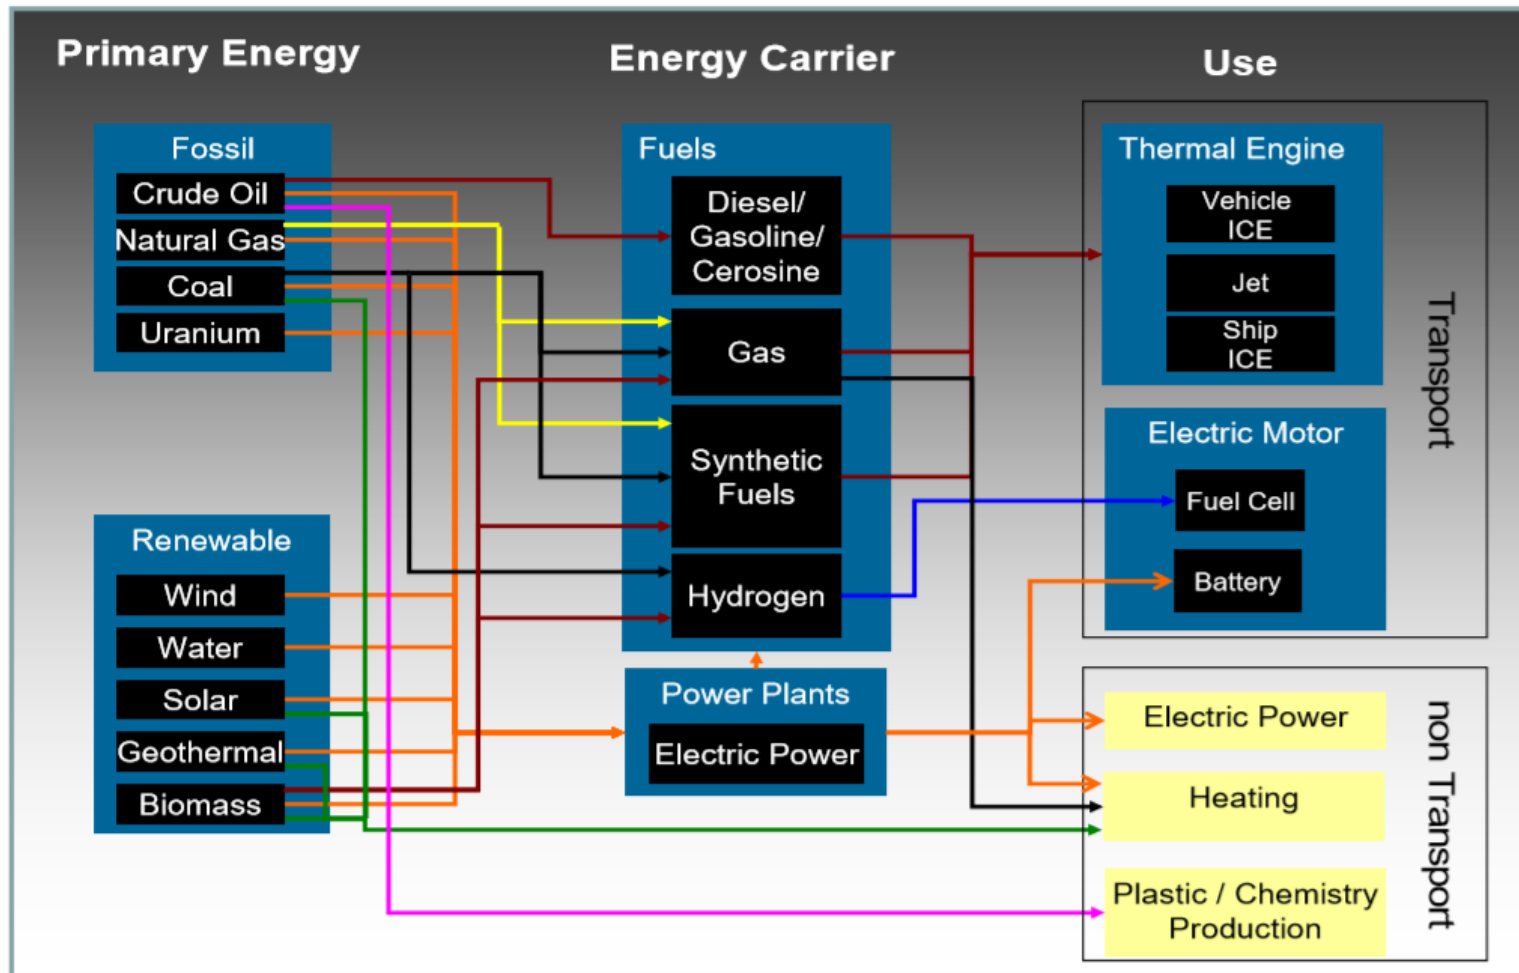 Primary Energy
Energy Carrier
Use
Fossil
Crude Oil
Natural Gas
Coal
Uranium
Renewable
Wind
Water
Solar
Geothermal
Biomass
Fuels
Diesel/
Gasoline/
Cerosine
Gas
Synthetic
Fuels
Hydrogen
Power Plants
Electric Power
Thermal Engine
Vehicle
ICE
Jet
Ship
ICE
Electric Motor
Fuel Cell
Battery
Transport
Electric Power
Heating
Plastic / Chemistry
Production
non Transport